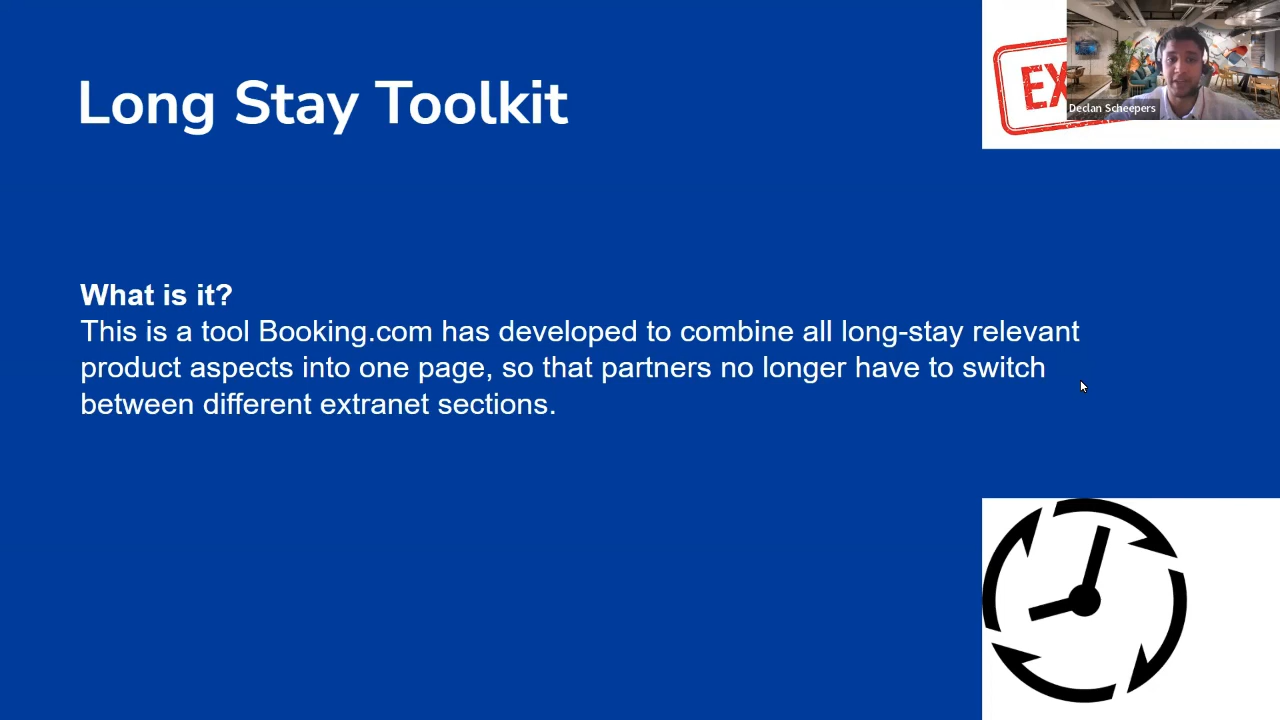 Long Stay Toolkit
EX
Declan Scheepers
What is it?
This is a tool Booking.com has developed to combine all long-stay relevant
product aspects into one page, so that partners no longer have to switch
between different extranet sections.